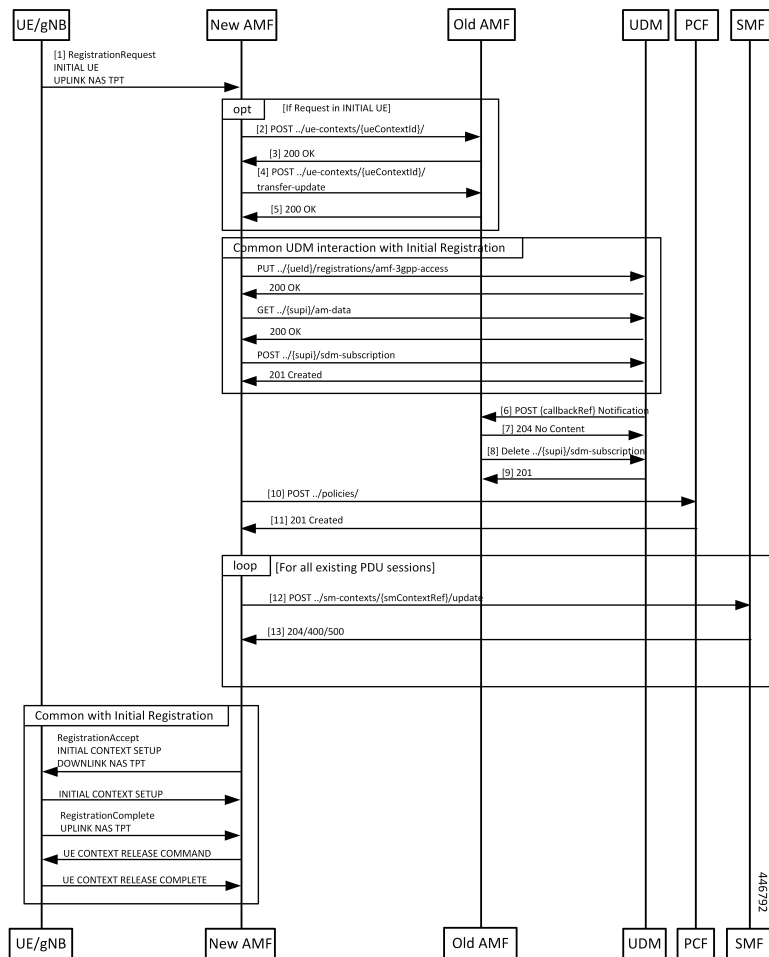 UE/gNB
New AMF
Old AMF
UDM
PCF
SMF
[1] RegistrationRequest
INITIAL UE
UPLINK NAS TPT
opt
[If Request in INITIAL UE]
[2] POST ../ue-contexts/{ueContextId}/
[3] 200 OK
[4] POST ../ue-contexts/{ueContextId}/
transfer-update
[5] 200 OK
Common UDM interaction with Initial Registration
PUT ../{ueId}/registrations/amf-3gpp-access
200 OK
GET ../{supi}/am-data
200 OK
POST ../{supi}/sdm-subscription
201 Created
[6] POST {callbackRef} Notification
[7] 204 No Content
[8] Delete ../{supi}/sdm-subscription
[9] 201
[10] POST ../policies/
[11] 201 Created
loop
[For all existing PDU sessions]
[12] POST ../sm-contexts/{smContextRef}/update
[13] 204/400/500
Common with Initial Registration
RegistrationAccept
INITIAL CONTEXT SETUP
DOWNLINK NAS TPT
INITIAL CONTEXT SETUP
RegistrationComplete
UPLINK NAS TPT
UE CONTEXT RELEASE COMMAND
UE CONTEXT RELEASE COMPLETE
446792
UE/gNB
New AMF
Old AMF
UDM
PCF
SMF